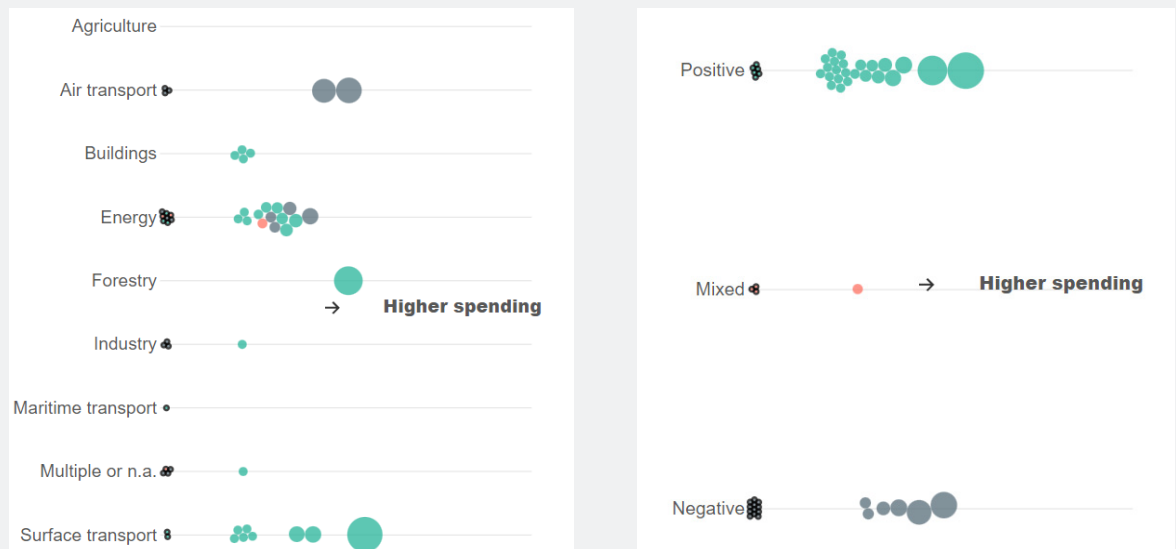 Agriculture
Air transport
Buildings
Energy
Forestry
→ Higher spending
Industry
Maritime transport
Multiple or n.a.
Surface transport
Positive
Mixed
→ Higher spending
Negative